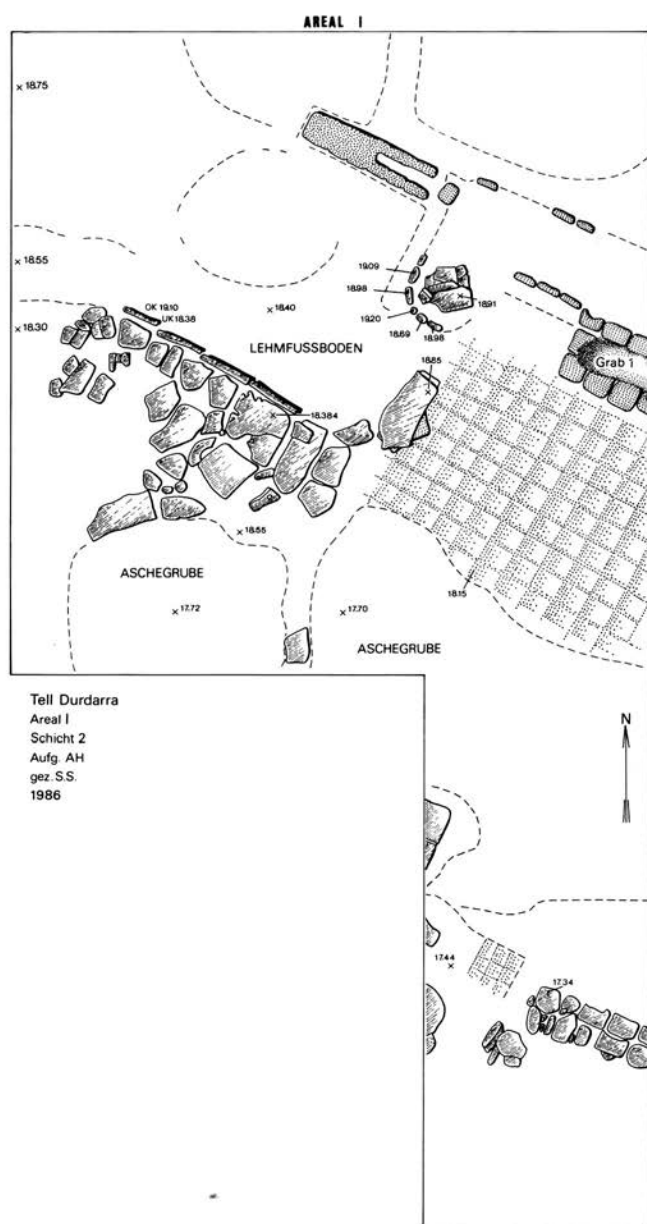 AREAL I
18.75
18.55
18.30
OK 19.10
UK 18.38
18.40
19.09
18.98
19.20
18.69
18.98
18.91
LEHMFUSSBODEN
Grab 1
18.85
18.384
18.55
ASCHEGRUBE
17.72
17.70
18.15
ASCHEGRUBE
Tell Durdarra
Areal I
Schicht 2
Aufg. AH
gez. S.S.
1986
N
17.44
17.34